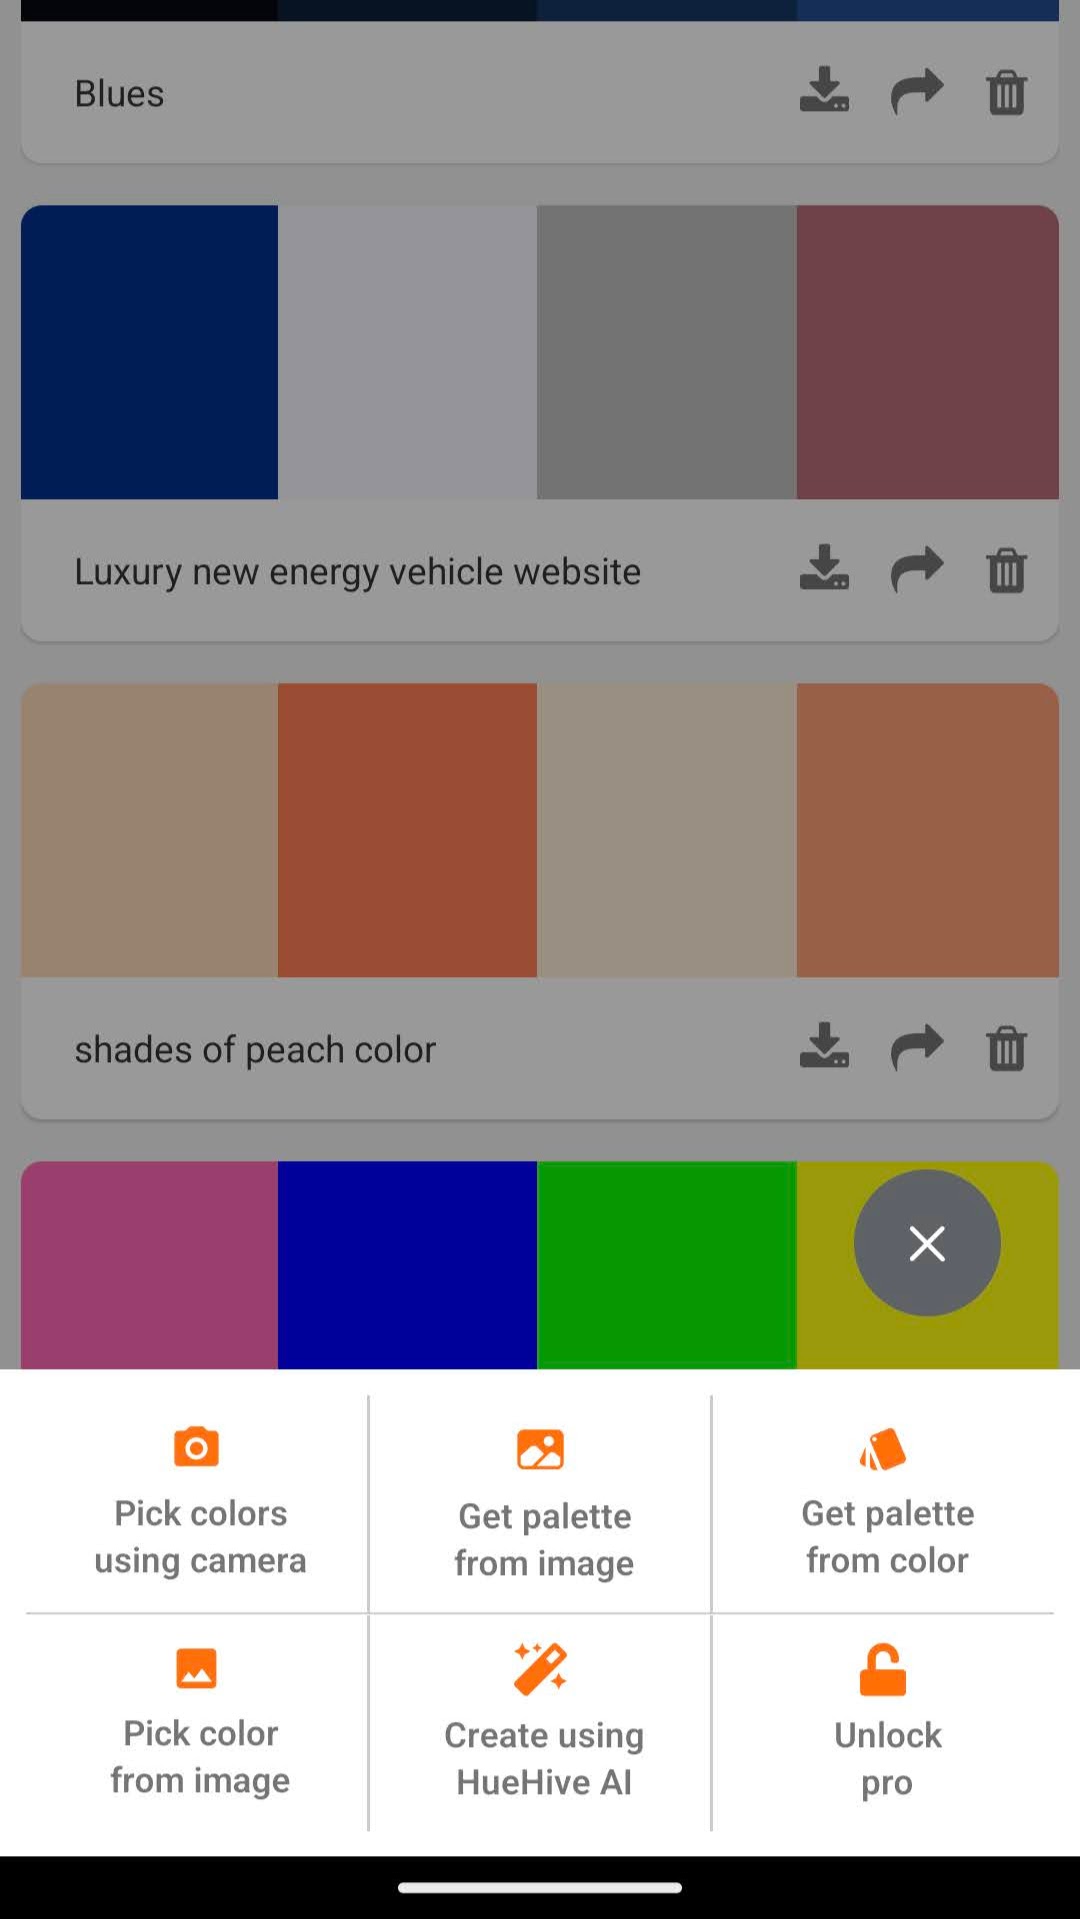 Blues
Luxury new energy vehicle website
shades of peach color
Pick colors
using camera
Get palette
from image
Get palette
from color
Pick color
from image
Create using
HueHive AI
Unlock
pro